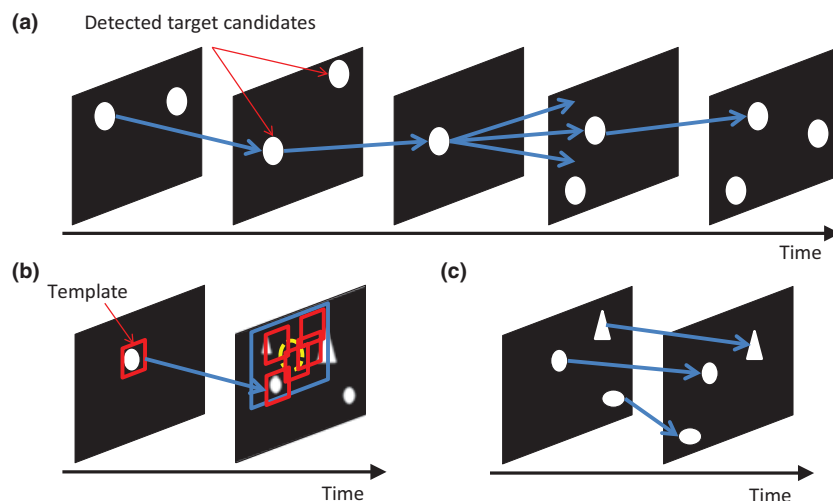 (a)
Detected target candidates
Time
(b)
Template
Time
(c)
Time